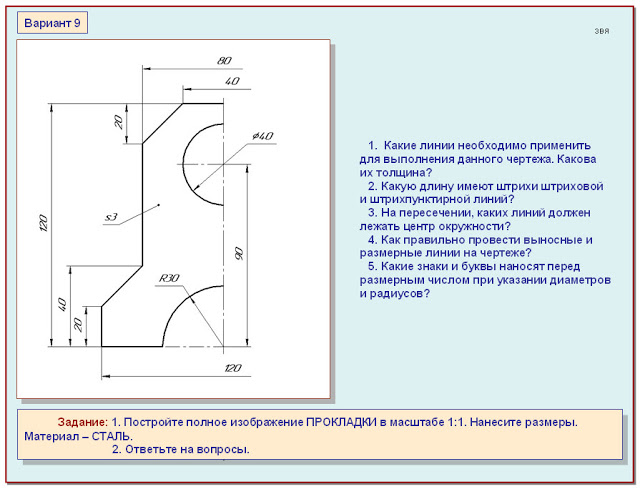 Вариант 9
звя
80
40
20
φ40
s3
120
90
R30
40
20
120
1. Какие линии необходимо применить
для выполнения данного чертежа. Какова
их толщина?
2. Какую длину имеют штрихи штриховой
и штрихпунктирной линий?
3. На пересечении, каких линий должен
лежать центр окружности?
4. Как правильно провести выносные и
размерные линии на чертеже?
5. Какие знаки и буквы наносят перед
размерным числом при указании диаметров
и радиусов?
Задание: 1. Постройте полное изображение ПРОКЛАДКИ в масштабе 1:1. Нанесите размеры.
Материал – СТАЛЬ.
2. Ответьте на вопросы.